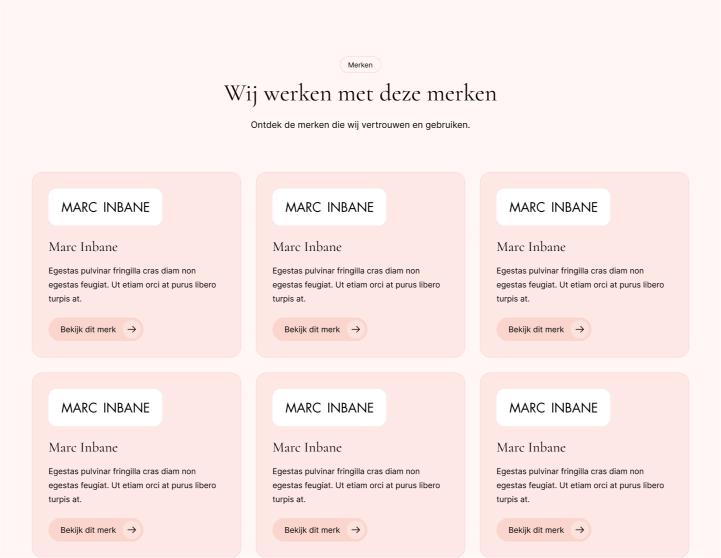 Merken
Wij werken met deze merken
Ontdek de merken die wij vertrouwen en gebruiken.
MARC INBANE
Marc Inbane
Egestas pulvinar fringilla cras diam non
egestas feugiat. Ut etiam orci at purus libero
turpis at.
Bekijk dit merk
MARC INBANE
Marc Inbane
Egestas pulvinar fringilla cras diam non
egestas feugiat. Ut etiam orci at purus libero
turpis at.
Bekijk dit merk
MARC INBANE
Marc Inbane
Egestas pulvinar fringilla cras diam non
egestas feugiat. Ut etiam orci at purus libero
turpis at.
Bekijk dit merk
MARC INBANE
Marc Inbane
Egestas pulvinar fringilla cras diam non
egestas feugiat. Ut etiam orci at purus libero
turpis at.
Bekijk dit merk
MARC INBANE
Marc Inbane
Egestas pulvinar fringilla cras diam non
egestas feugiat. Ut etiam orci at purus libero
turpis at.
Bekijk dit merk
MARC INBANE
Marc Inbane
Egestas pulvinar fringilla cras diam non
egestas feugiat. Ut etiam orci at purus libero
turpis at.
Bekijk dit merk